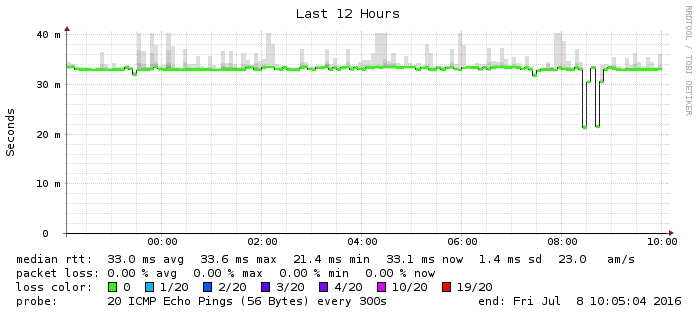 Last 12 Hours
RRDTOOL / TOBI OETIKER
Seconds
40 m
30 m
20 m
10 m
0
00:00 02:00 04:00 06:00 08:00 10:00
median rtt: 33.0 ms avg 33.6 ms max 21.4 ms min 33.1 ms now 1.4 ms sd 23.0 am/s
packet loss: 0.00 % avg 0.00 % max 0.00 % min 0.00 % now
loss color: 0 1/20 2/20 3/20 4/20 10/20 19/20
probe: 20 ICMP Echo Pings (56 Bytes) every 300s end: Fri Jul 8 10:05:04 2016